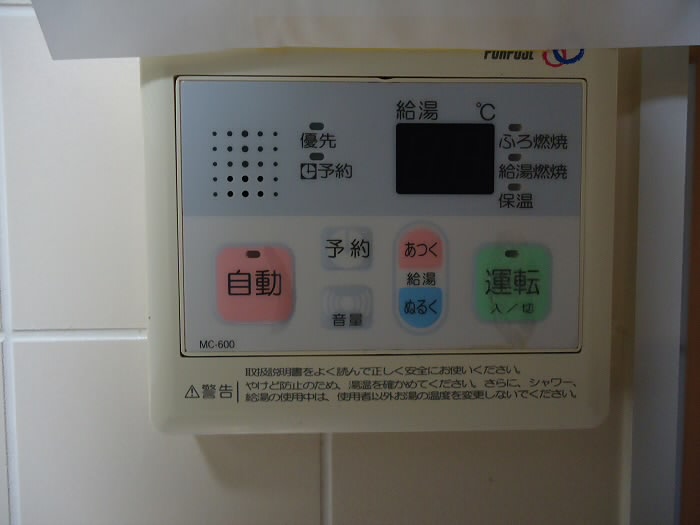 PURPOSE
給湯 ℃
優先
予約
ふろ燃焼
給湯燃焼
保温
自動
予約
音量
あつく
給湯
ぬるく
運転
入/切
MC-600
⚠警告
取扱説明書をよく読んで正しく安全にお使いください。
やけど防止のため、湯温を確かめてください。さらに、シャワー、
給湯の使用中は、使用者以外お湯の温度を変更しないでください。